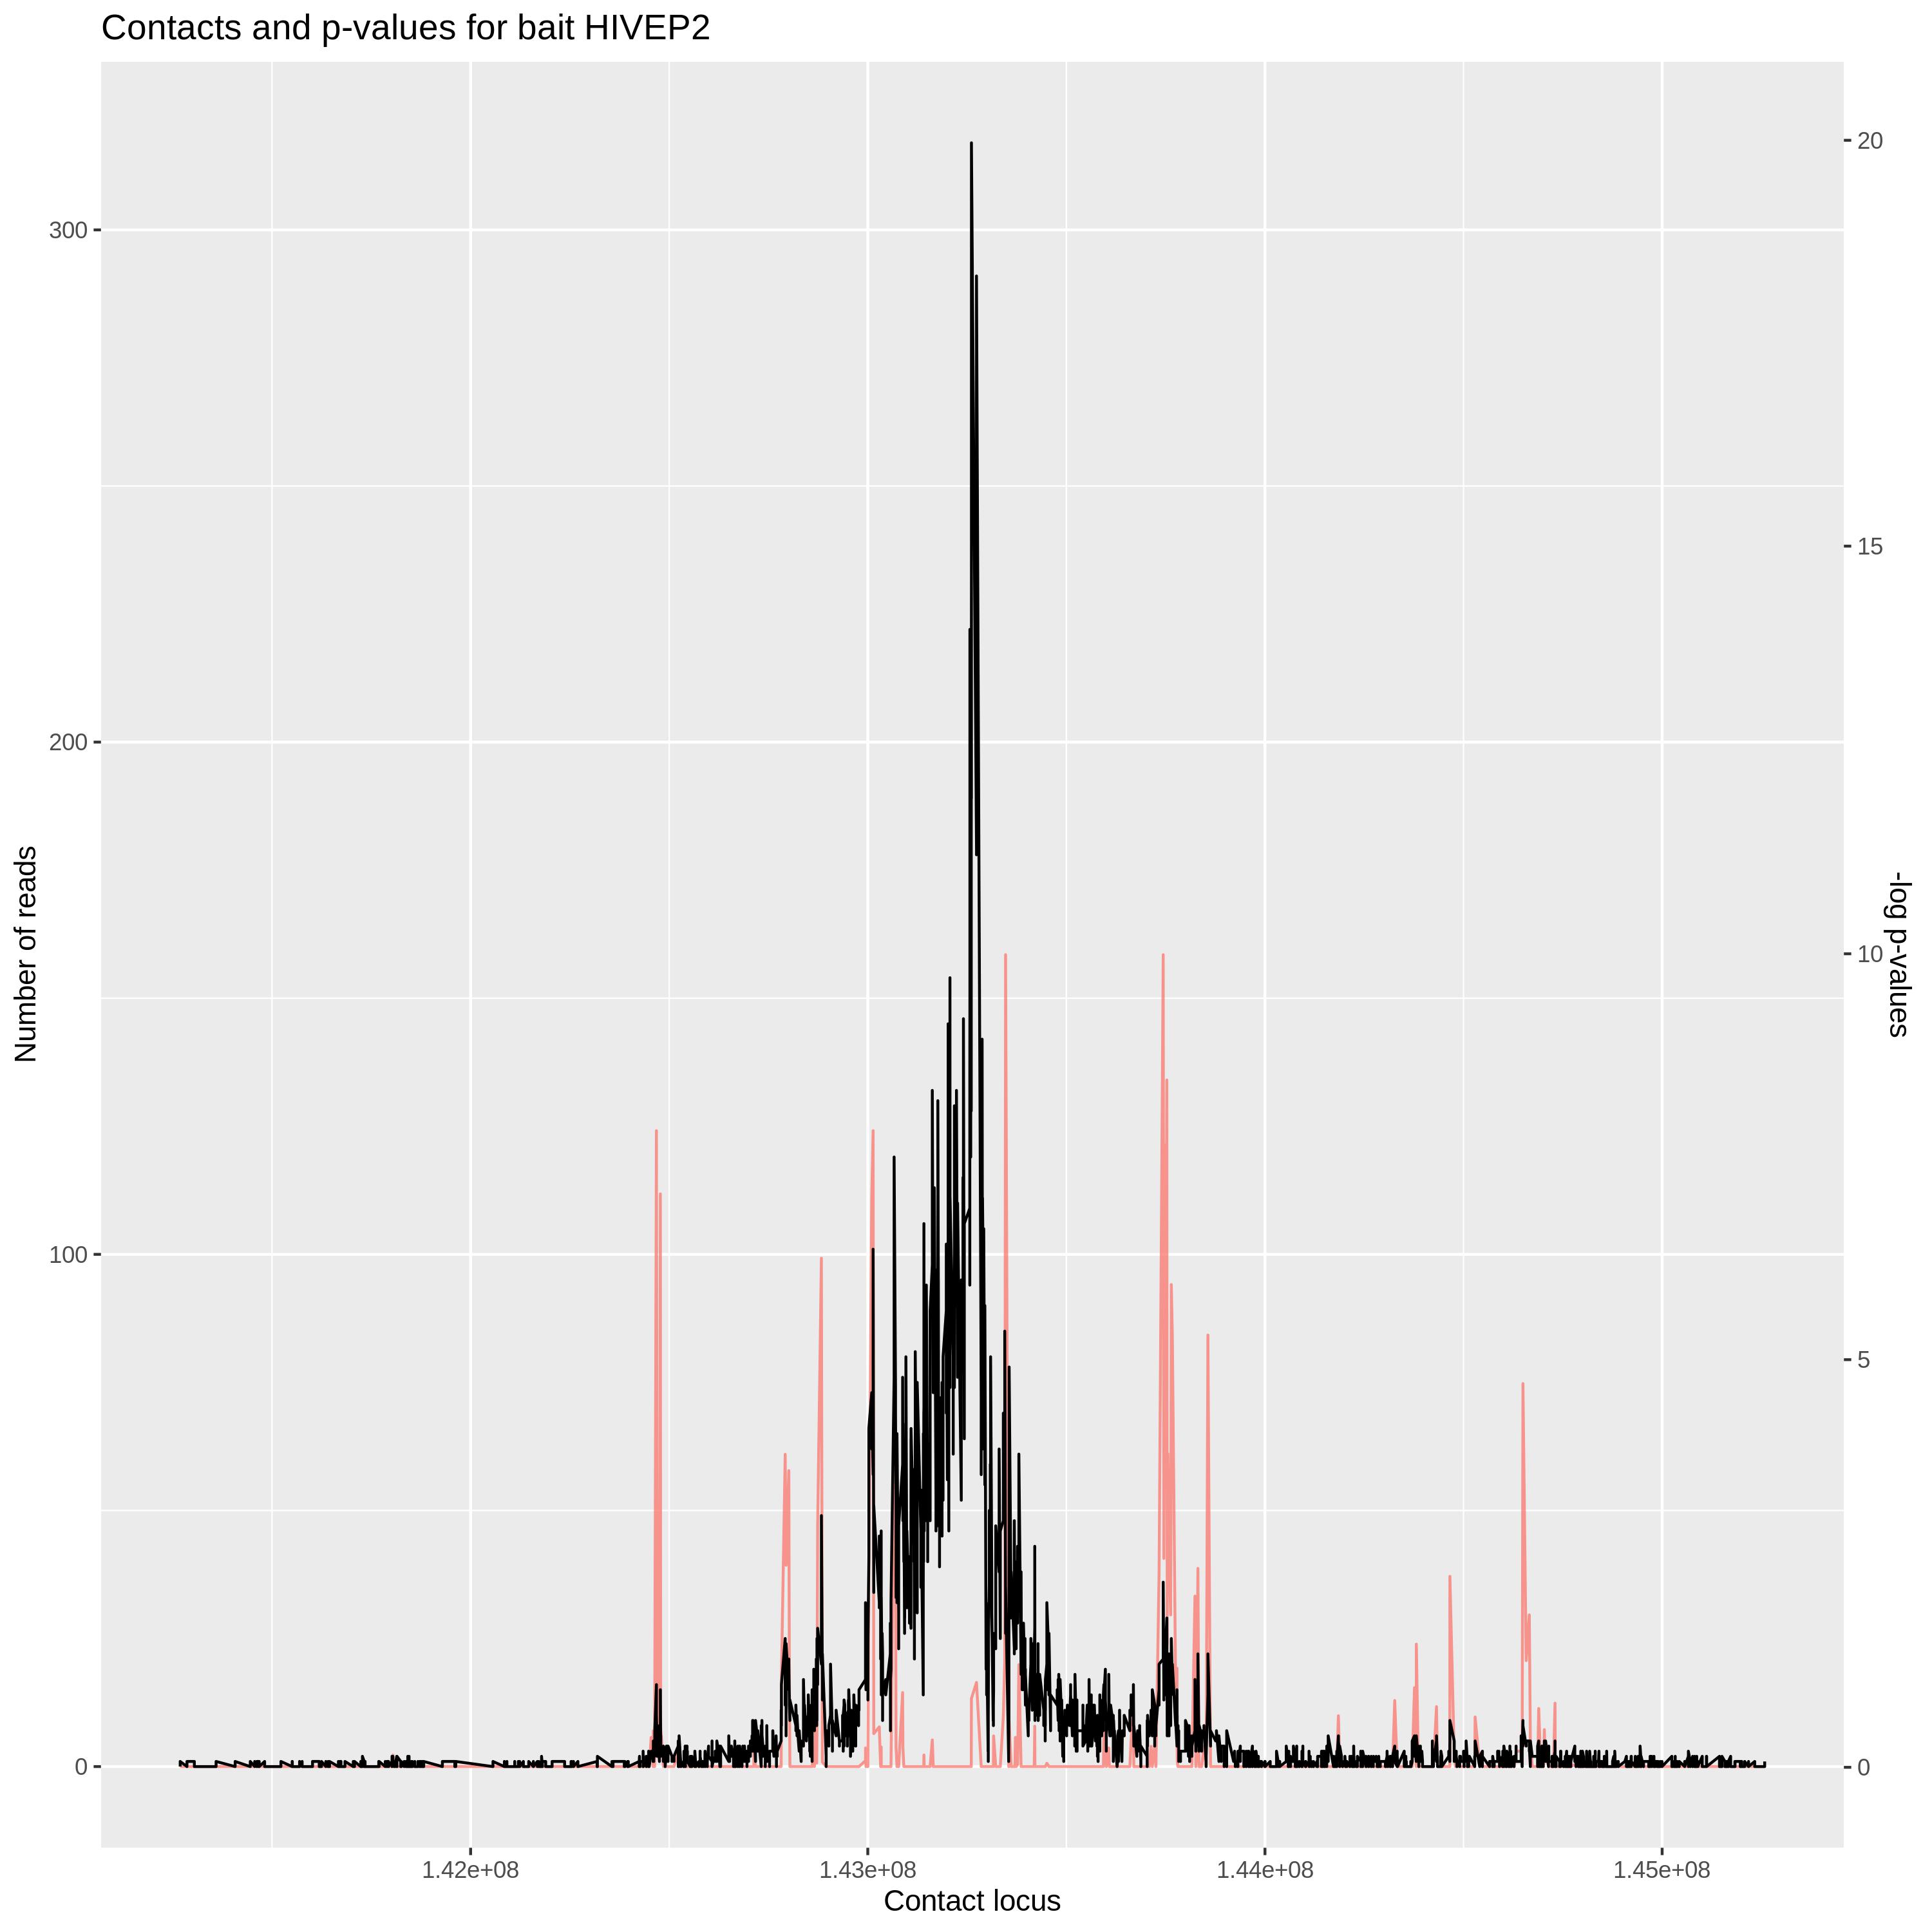 Contacts and p-values for bait HIVEP2
Number of reads
300
200
100
0
20
15
10
5
0
-log p-values
1.42e+08
1.43e+08
1.44e+08
1.45e+08
Contact locus